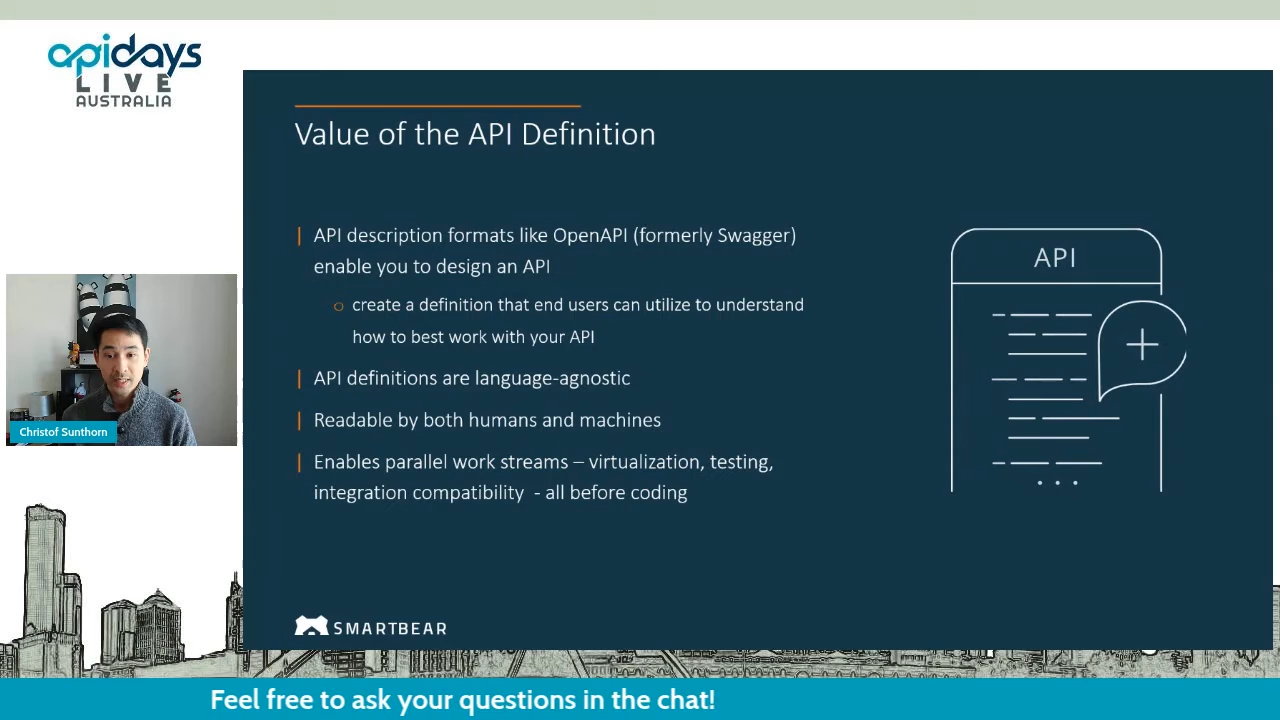 apidays
LIVE
AUSTRALIA
Value of the API Definition
API description formats like OpenAPI (formerly Swagger)
enable you to design an API
create a definition that end users can utilize to understand
how to best work with your API
API definitions are language-agnostic
Readable by both humans and machines
Enables parallel work streams – virtualization, testing,
integration compatibility - all before coding
API
Christof Sunthorn
SMARTBEAR
Feel free to ask your questions in the chat!